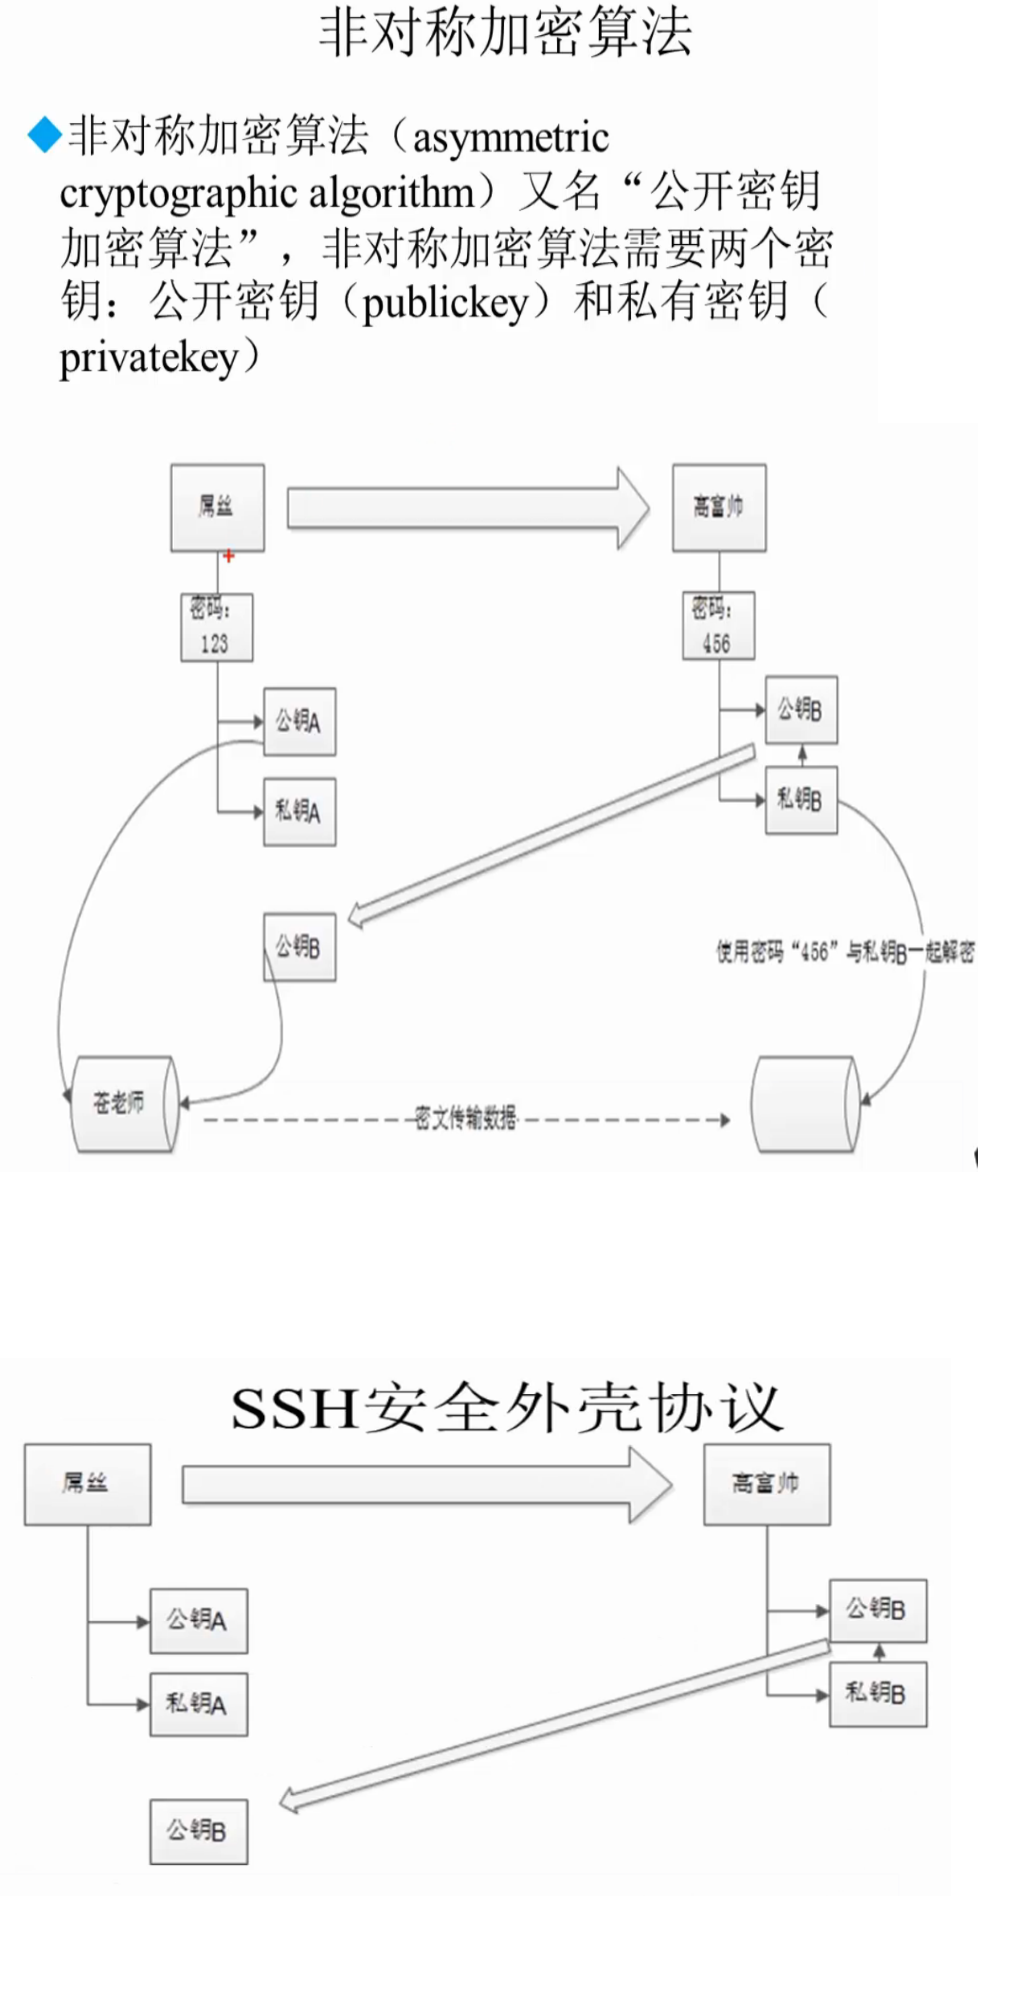 非对称加密算法
非对称加密算法（asymmetric
cryptographic algorithm）又名“公开密钥
加密算法”，非对称加密算法需要两个密
钥：公开密钥（publickey）和私有密钥（
privatekey）
屌丝
高富帅
密码：
123
密码：
456
公钥A
公钥B
私钥A
私钥B
公钥B
使用密码“456”与私钥B一起解密
苍老师
密文传输数据
SSH安全外壳协议
屌丝
高富帅
公钥A
公钥B
私钥A
私钥B
公钥B